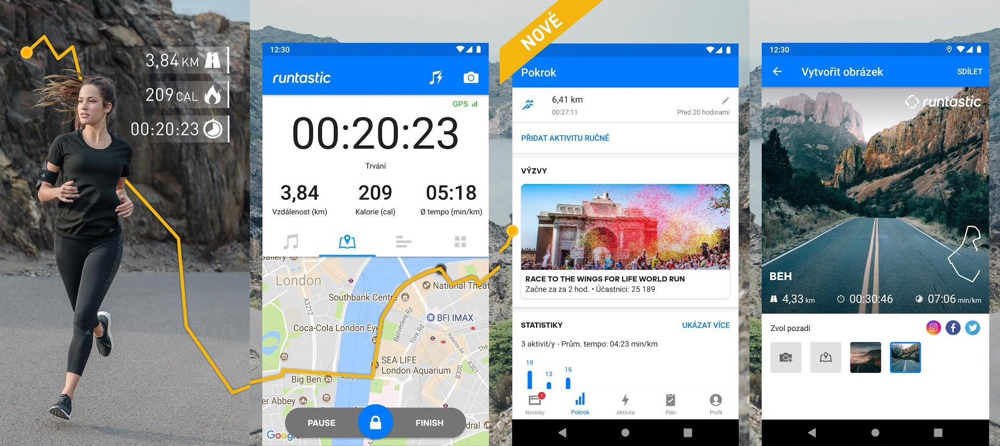 3,84 KM
209 CAL
00:20:23
12:30
runtastic
GPS
00:20:23
Trvání
3,84 209 05:18
Vzdálenost (km) Kalorie (cal) Ø tempo (min/km)
London
Southbank Centre
National Theat
A3212
BFI IMAX
Coca-Cola London Eye
Belvedere Rd
York Rd
Waterloo Rd
The
SEA LIFE
London Aquarium
A301
B300
Big Ben
A302
er Abbey
PAUSE FINISH
dral
Google
NOVÉ
Pokrok
6,41 km
00:27:11 Před 20 hodinami
PŘIDAT AKTIVITU RUČNĚ
VÝZVY
RACE TO THE WINGS FOR LIFE WORLD RUN
Začne za za 2 hod. • Účastníci: 25 189
STATISTIKY UKÁZAT VÍCE
3 aktivit/y - Prům. tempo: 04:23 min/km
19
13
16
1
Novinky Pokrok Aktivita Plán Profil
12:30
Vytvořit obrázek SDÍLET
runtastic
BĚH
4,33 km 00:30:46 07:06 min/km
Zvol pozadí